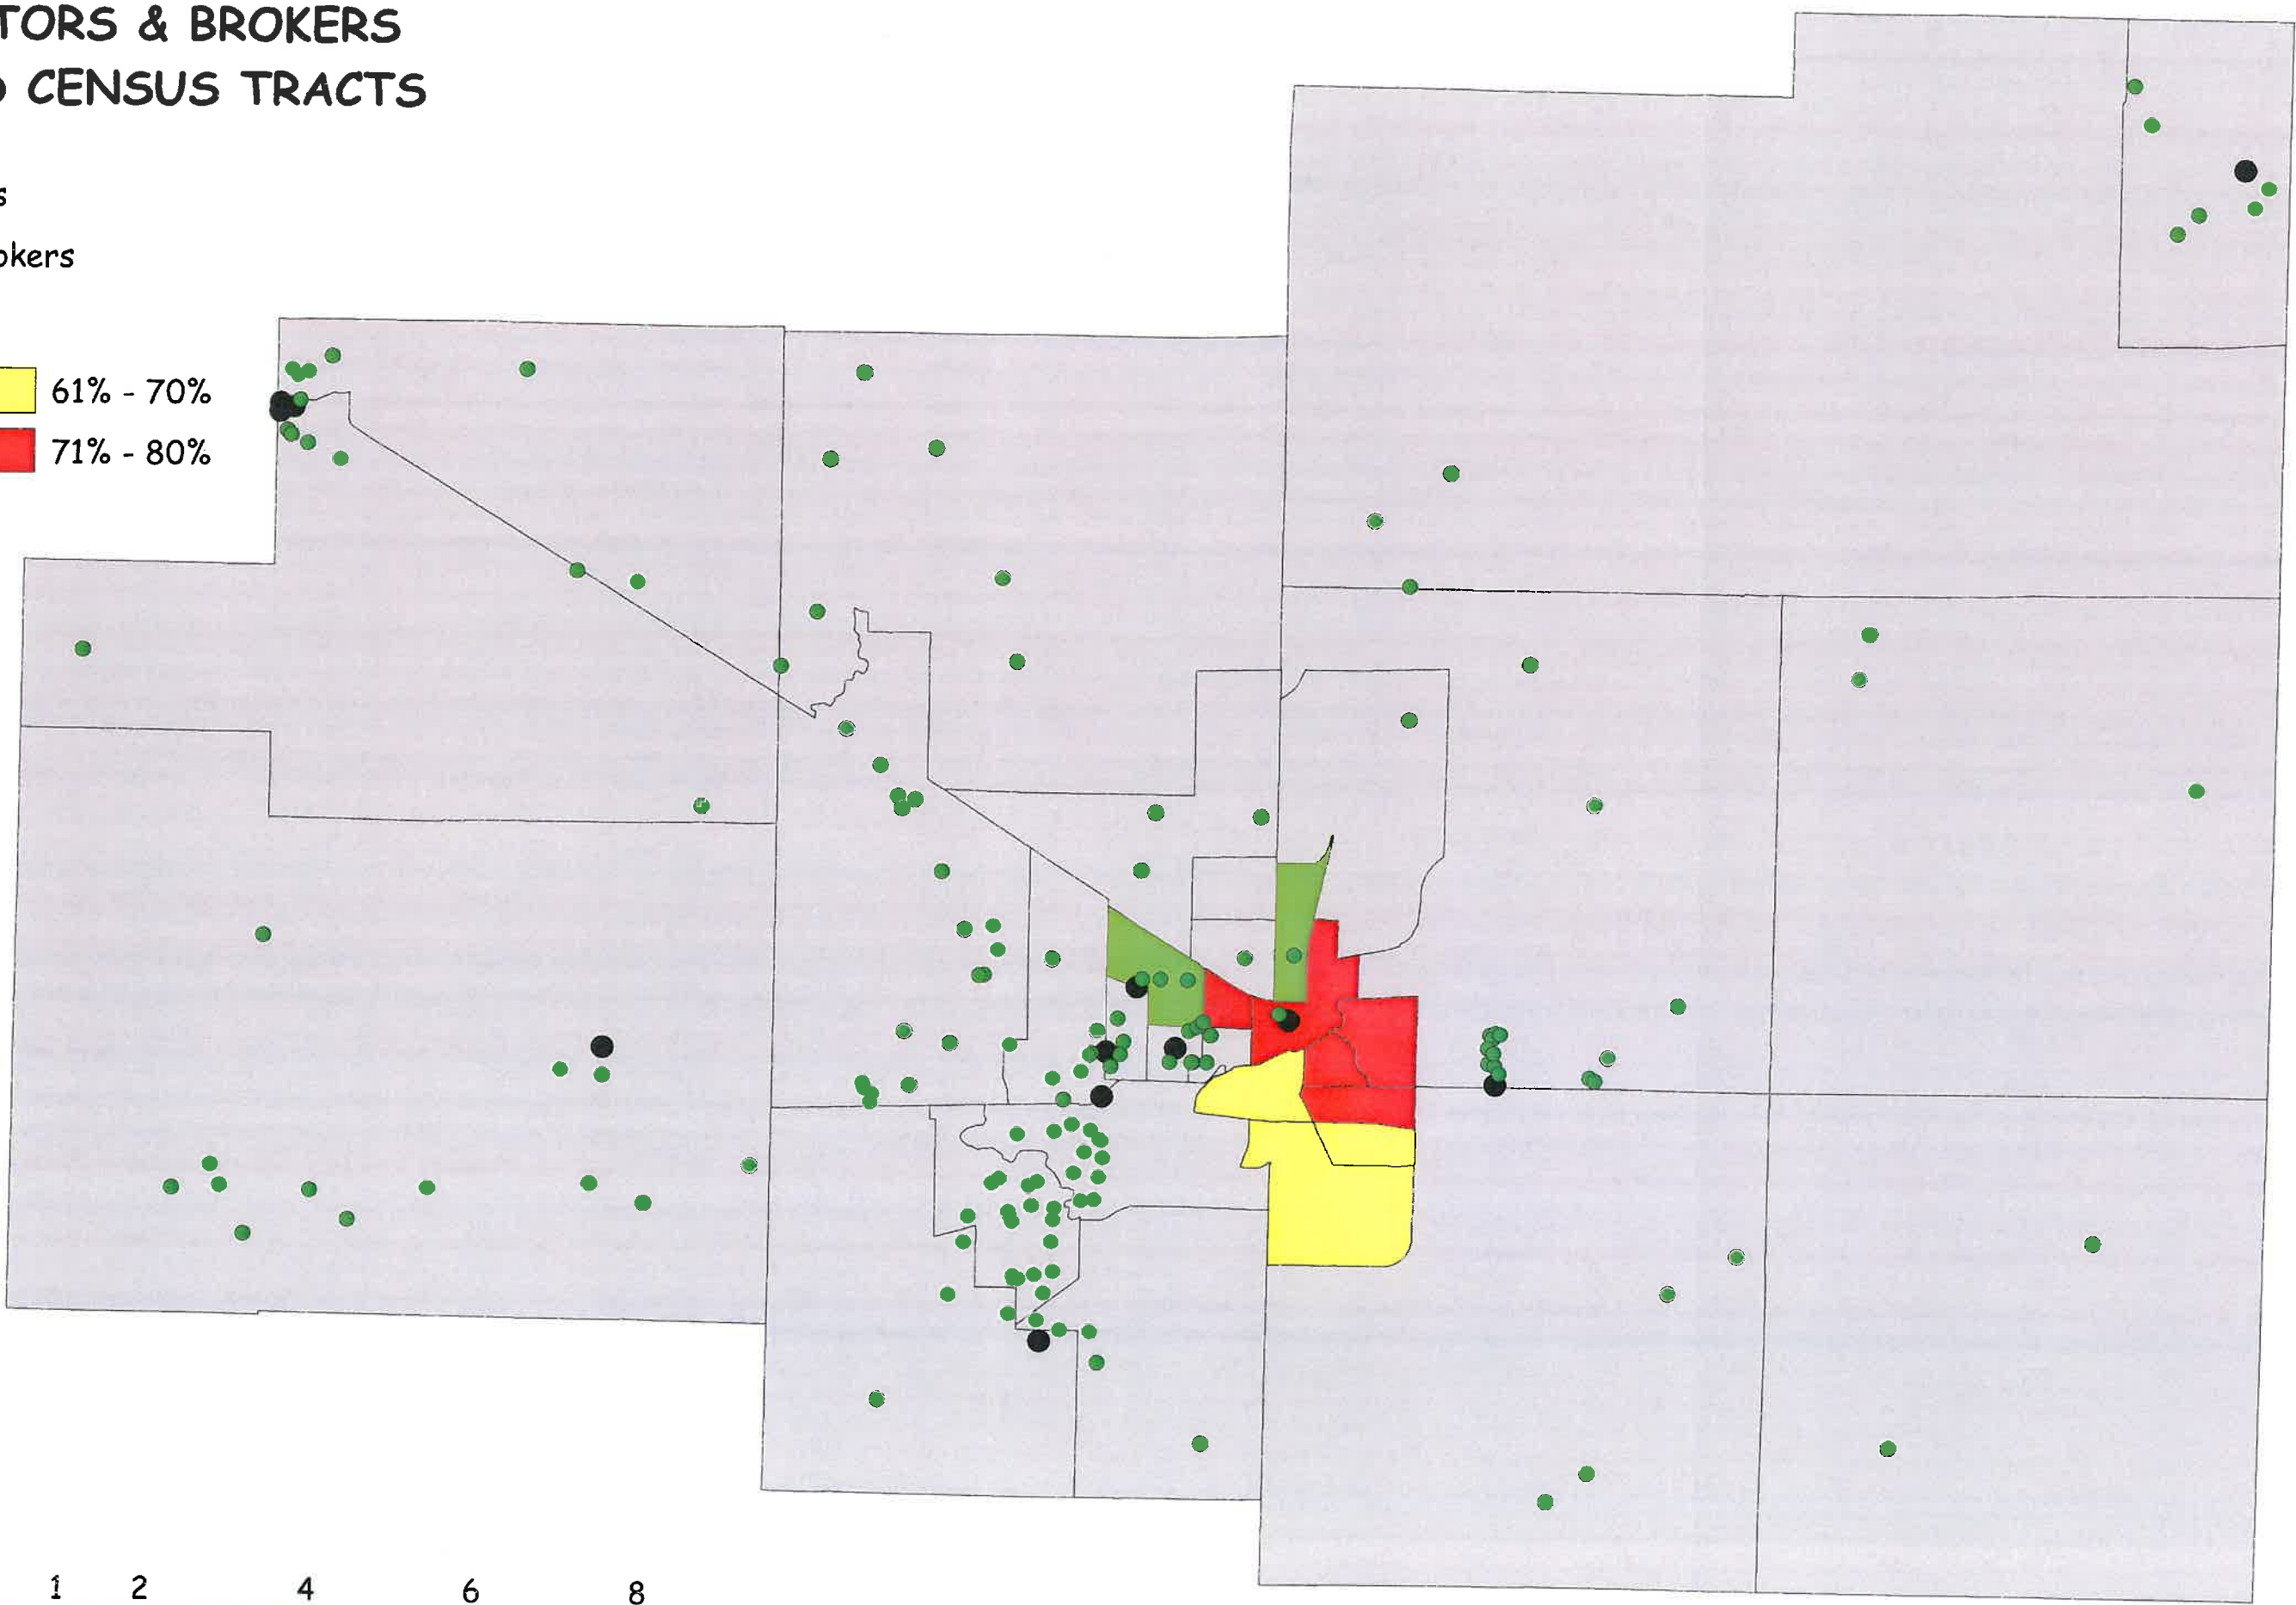 TORS & BROKERS
CENSUS TRACTS
s
okers
61% - 70%
71% - 80%
1 2 4 6 8